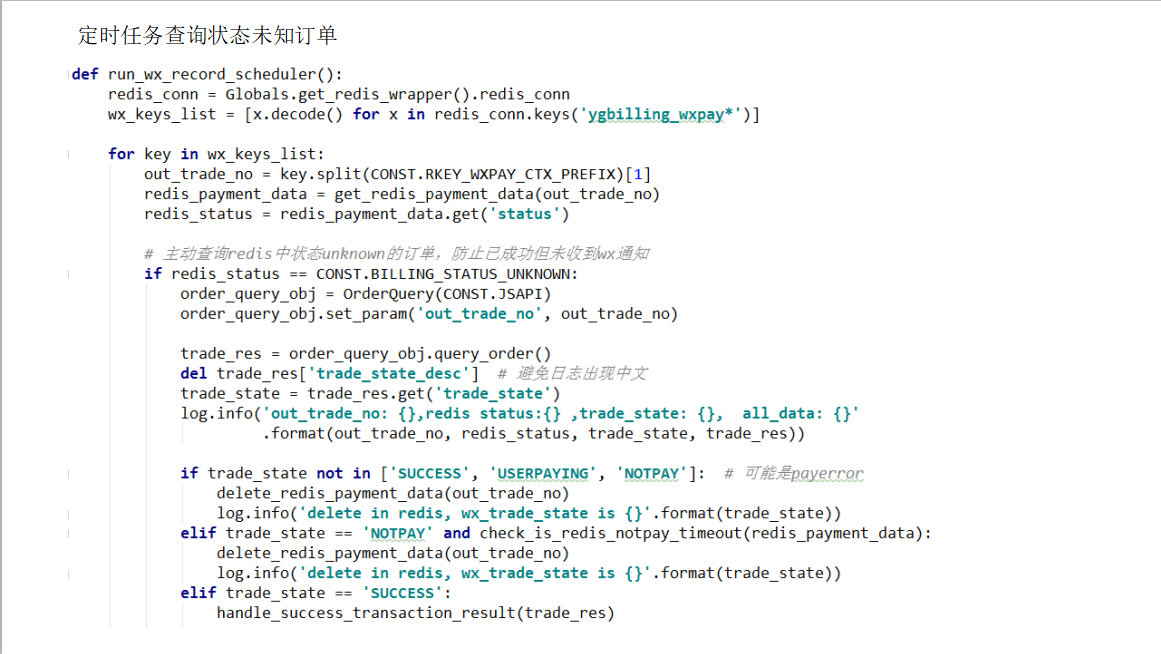 定时任务查询状态未知订单
def run_wx_record_scheduler():
    redis_conn = Globals.get_redis_wrapper().redis_conn
    wx_keys_list = [x.decode() for x in redis_conn.keys('ygbilling_wxpay*')]
    for key in wx_keys_list:
        out_trade_no = key.split(CONST.RKEY_WXPAY_CTX_PREFIX)[1]
        redis_payment_data = get_redis_payment_data(out_trade_no)
        redis_status = redis_payment_data.get('status')
        # 主动查询redis中状态unknown的订单，防止已成功但未收到wx通知
        if redis_status == CONST.BILLING_STATUS_UNKNOWN:
            order_query_obj = OrderQuery(CONST.JSAPI)
            order_query_obj.set_param('out_trade_no', out_trade_no)
            trade_res = order_query_obj.query_order()
            del trade_res['trade_state_desc']  # 避免日志出现中文
            trade_state = trade_res.get('trade_state')
            log.info('out_trade_no: {},redis status:{} ,trade_state: {},  all_data: {}'
                     .format(out_trade_no, redis_status, trade_state, trade_res))
            if trade_state not in ['SUCCESS', 'USERPAYING', 'NOTPAY']:  # 可能是payerror
                delete_redis_payment_data(out_trade_no)
                log.info('delete in redis, wx_trade_state is {}'.format(trade_state))
            elif trade_state == 'NOTPAY' and check_is_redis_notpay_timeout(redis_payment_data):
                delete_redis_payment_data(out_trade_no)
                log.info('delete in redis, wx_trade_state is {}'.format(trade_state))
            elif trade_state == 'SUCCESS':
                handle_success_transaction_result(trade_res)